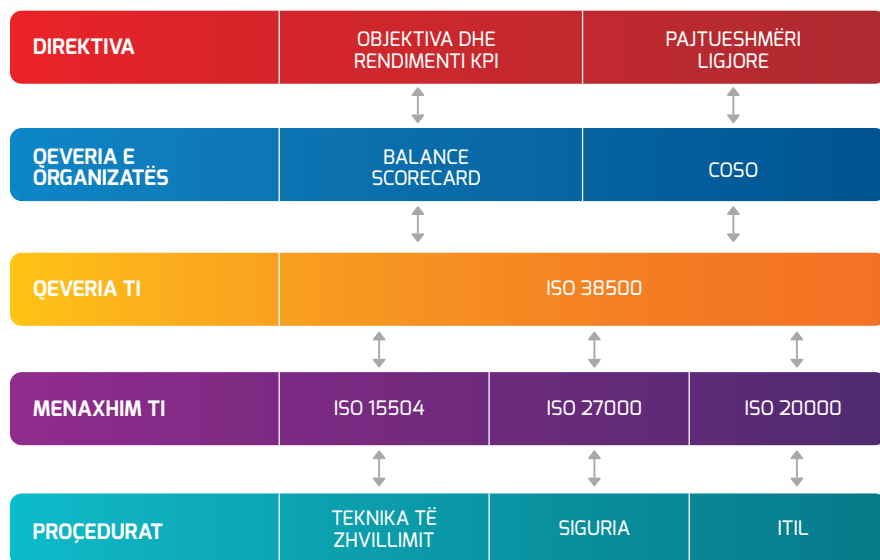 DIREKTIVA
OBJEKTIVA DHE
RENDIMENTI KPI
PAJTUESHMËRI
LIGJORE
QEVERIA E
ORGANIZATËS
BALANCE
SCORECARD
COSO
QEVERIA TI
ISO 38500
MENAXHIM TI
ISO 15504
ISO 27000
ISO 20000
PROÇEDURAT
TEKNIKA TË
ZHVILLIMIT
SIGURIA
ITIL